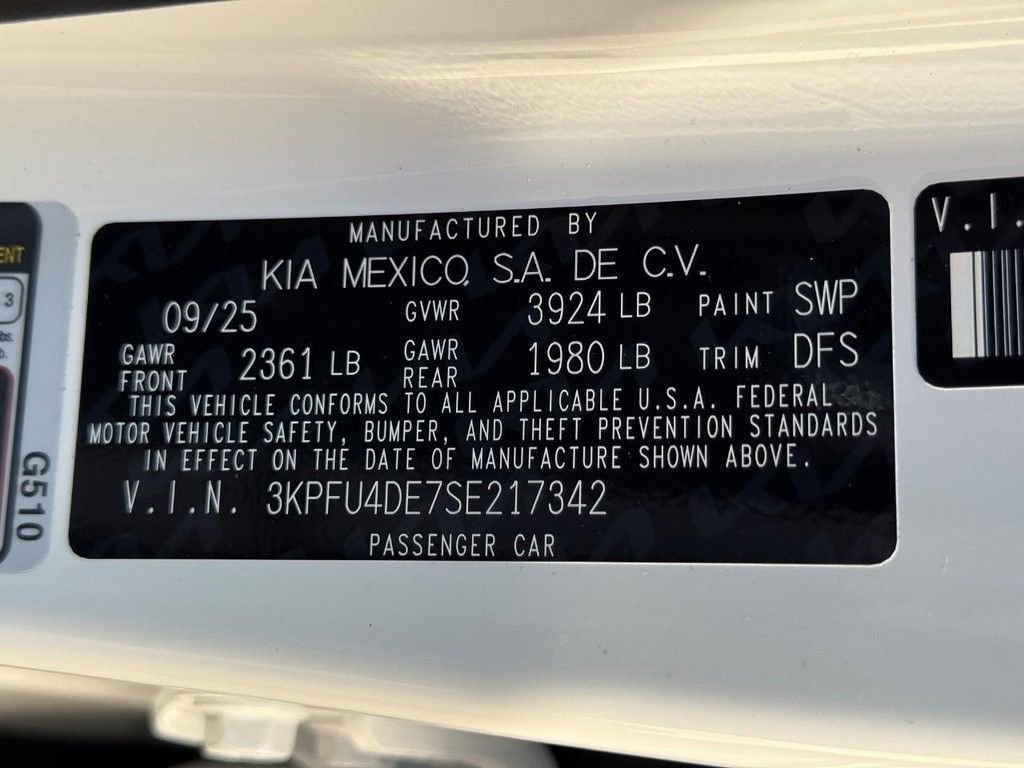 MANUFACTURED BY
KIA MEXICO, S.A. DE C.V.
09/25 GVWR 3924 LB PAINT SWP
GAWR FRONT 2361 LB GAWR REAR 1980 LB TRIM DFS
THIS VEHICLE CONFORMS TO ALL APPLICABLE U.S.A. FEDERAL
MOTOR VEHICLE SAFETY, BUMPER, AND THEFT PREVENTION STANDARDS
IN EFFECT ON THE DATE OF MANUFACTURE SHOWN ABOVE.
V.I.N. 3KPFU4DE7SE217342
PASSENGER CAR
G510
3
V.I.